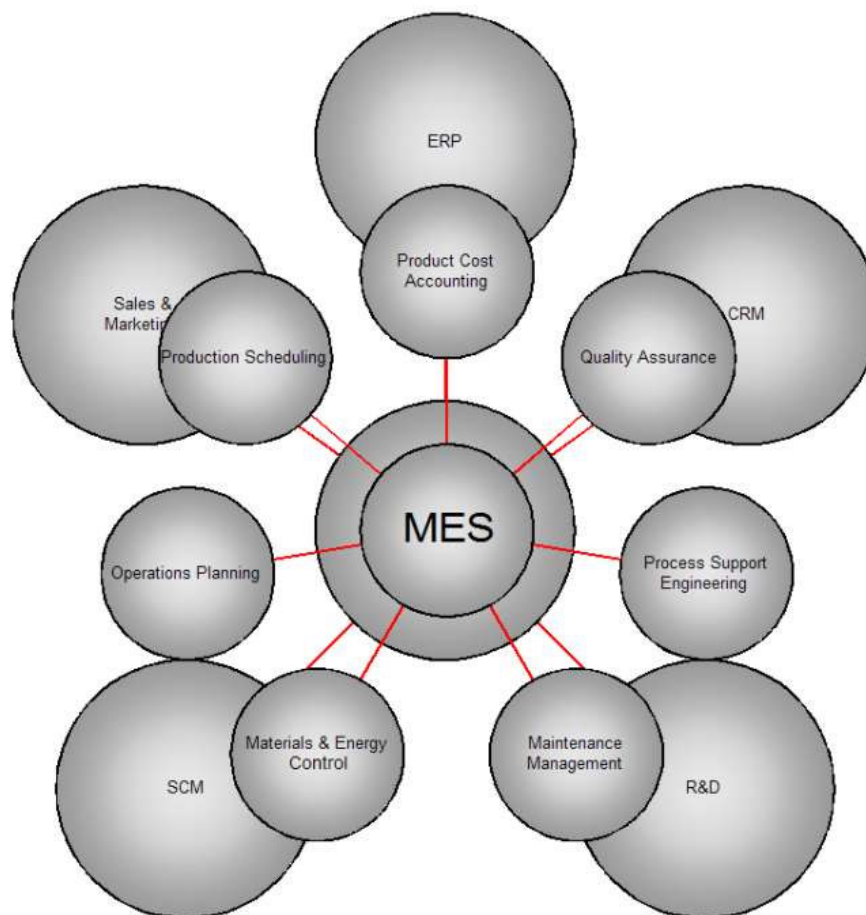 ERP
Product Cost
Accounting
Sales &
Marketin
Production Scheduling
CRM
Quality Assurance
MES
Operations Planning
Process Support
Engineering
Materials & Energy
Control
SCM
Maintenance
Management
R&D